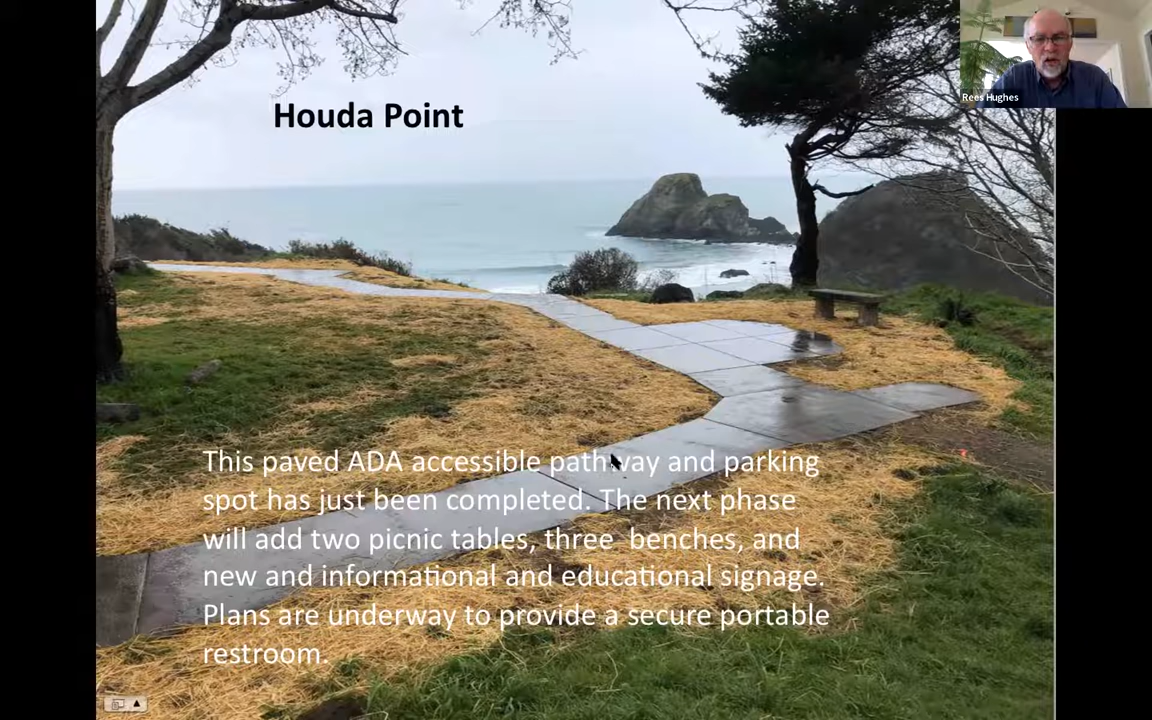 Houda Point
Rees Hughes
This paved ADA accessible pathway and parking
spot has just been completed. The next phase
will add two picnic tables, three  benches, and
new and informational and educational signage.
Plans are underway to provide a secure portable
restroom.